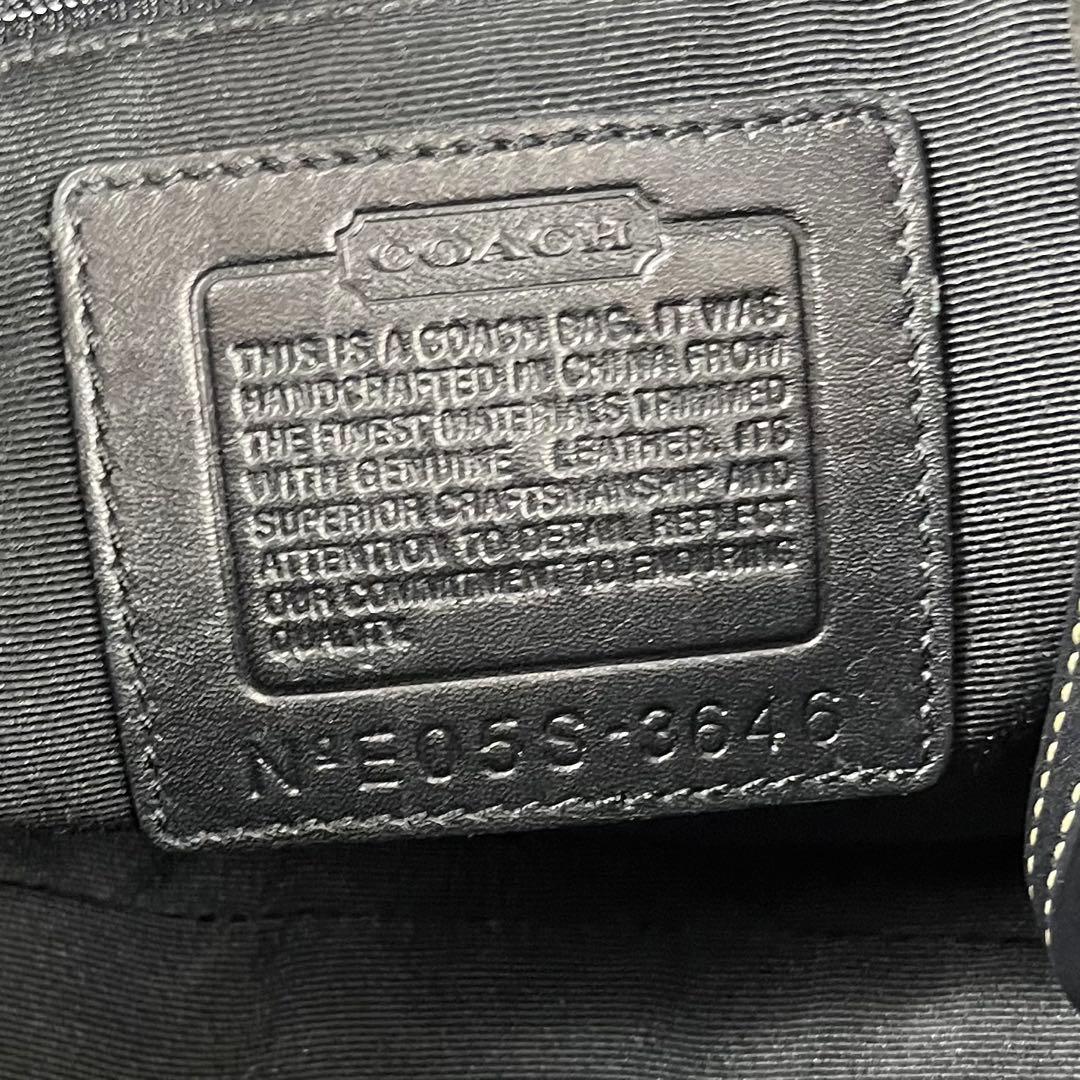 COACH
THIS IS A COACH BAG. IT WAS
HANDCRAFTED IN CHINA FROM
THE FINEST MATERIALS TRIMMED
WITH GENUINE LEATHER. ITS
SUPERIOR CRAFTSMANSHIP AND
ATTENTION TO DETAIL REFLECT
OUR COMMITMENT TO ENDURING
QUALITY.
Nº E05S-3646